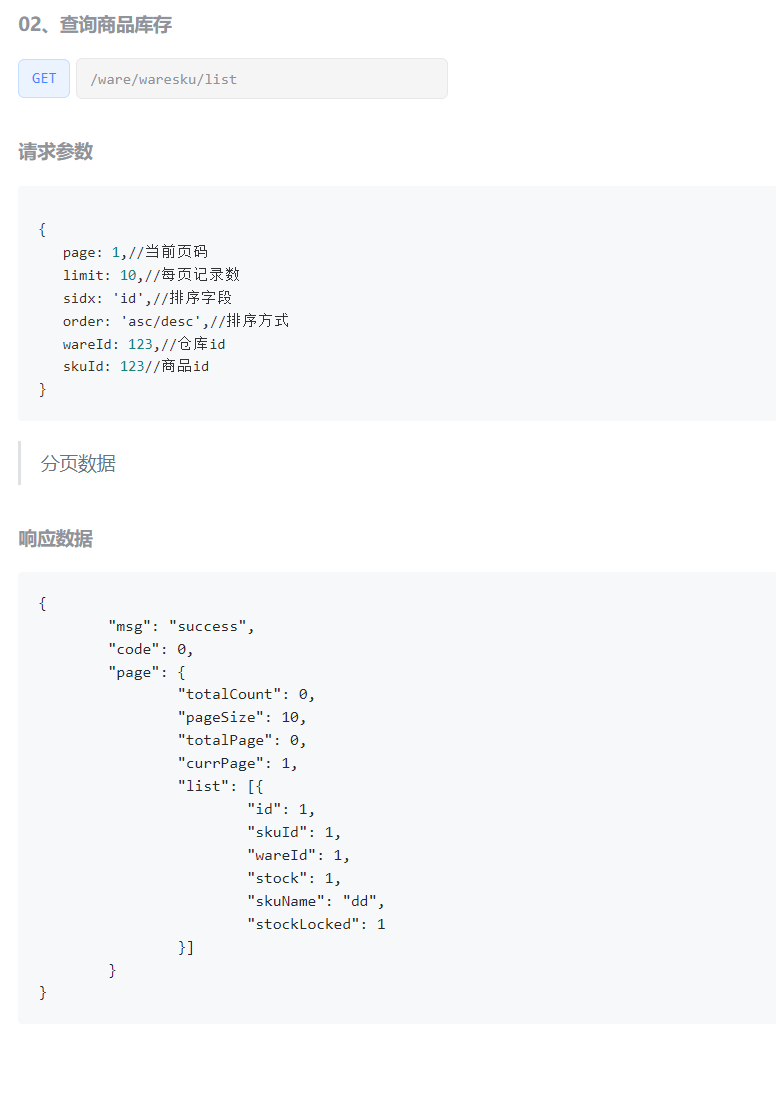 02、查询商品库存
GET /ware/waresku/list
请求参数
{
page: 1,//当前页码
limit: 10,//每页记录数
sidx: 'id',//排序字段
order: 'asc/desc',//排序方式
wareId: 123,//仓库id
skuId: 123//商品id
}
分页数据
响应数据
{
"msg": "success",
"code": 0,
"page": {
"totalCount": 0,
"pageSize": 10,
"totalPage": 0,
"currPage": 1,
"list": [{
"id": 1,
"skuId": 1,
"wareId": 1,
"stock": 1,
"skuName": "dd",
"stockLocked": 1
}]
}
}